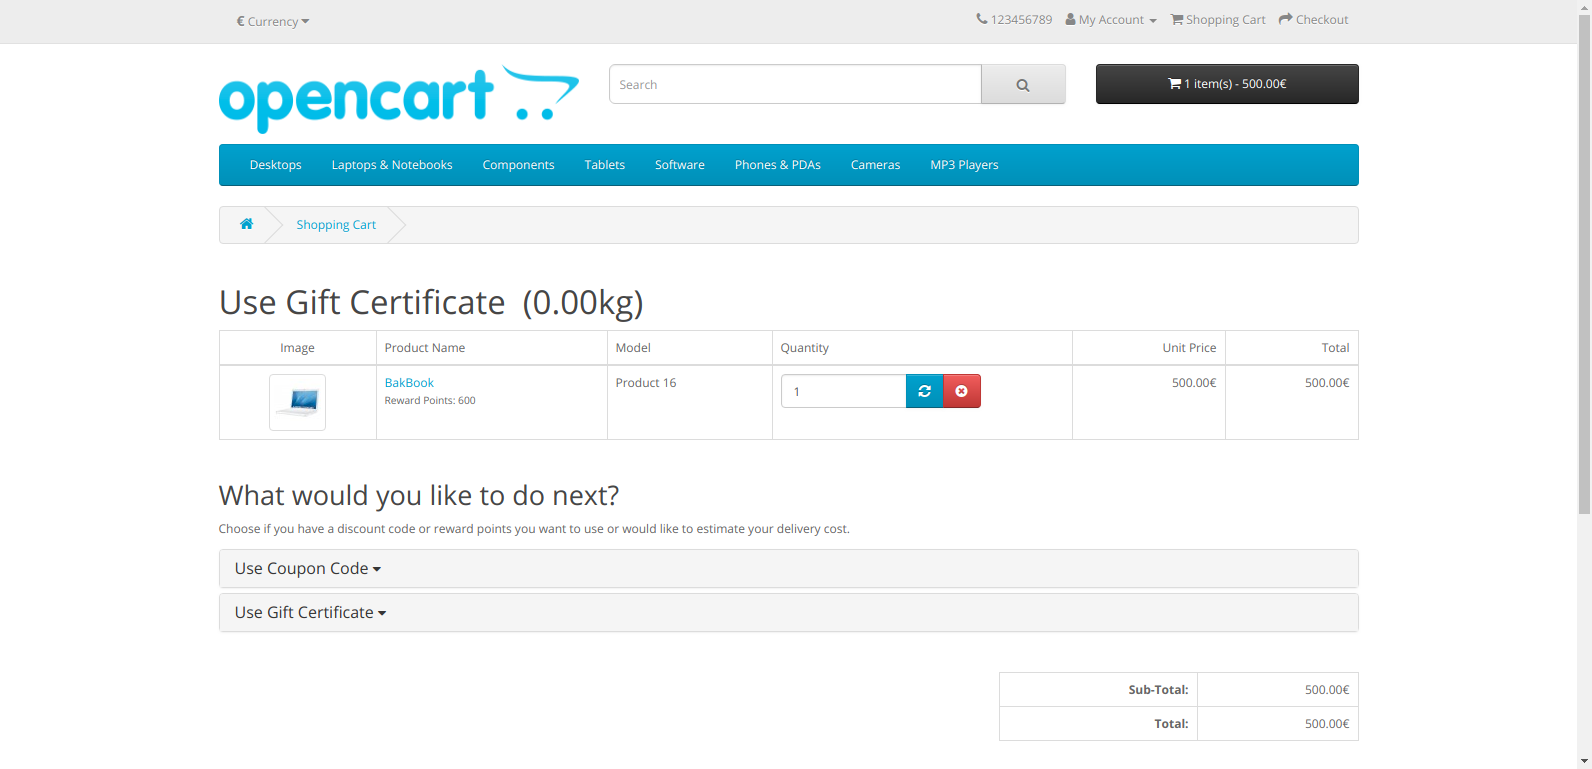 € Currency
123456789 My Account Shopping Cart Checkout
opencart
Search
1 item(s) - 500.00€
Desktops Laptops & Notebooks Components Tablets Software Phones & PDAs Cameras MP3 Players
Shopping Cart
Use Gift Certificate (0.00kg)
Image Product Name Model Quantity Unit Price Total
BakBook Product 16 1 500.00€ 500.00€
Reward Points: 600
What would you like to do next?
Choose if you have a discount code or reward points you want to use or would like to estimate your delivery cost.
Use Coupon Code
Use Gift Certificate
Sub-Total: 500.00€
Total: 500.00€